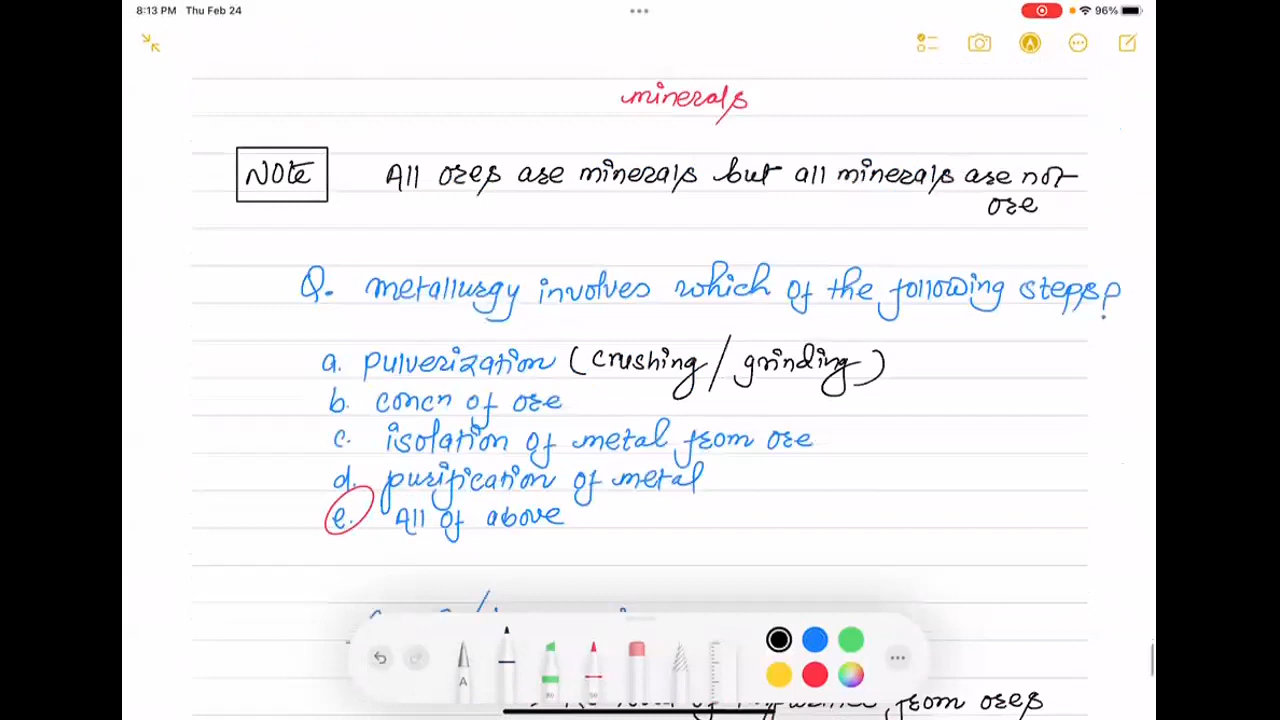 8:13 PM Thu Feb 24
96%
minerals
NOTE All ores are minerals but all minerals are not
ore
Q. metallurgy involves which of the following steps?
a. pulverization (crushing/grinding)
b. concn of ore
c. isolation of metal from ore
d. purification of metal
e. All of above
A
80
50
from ores